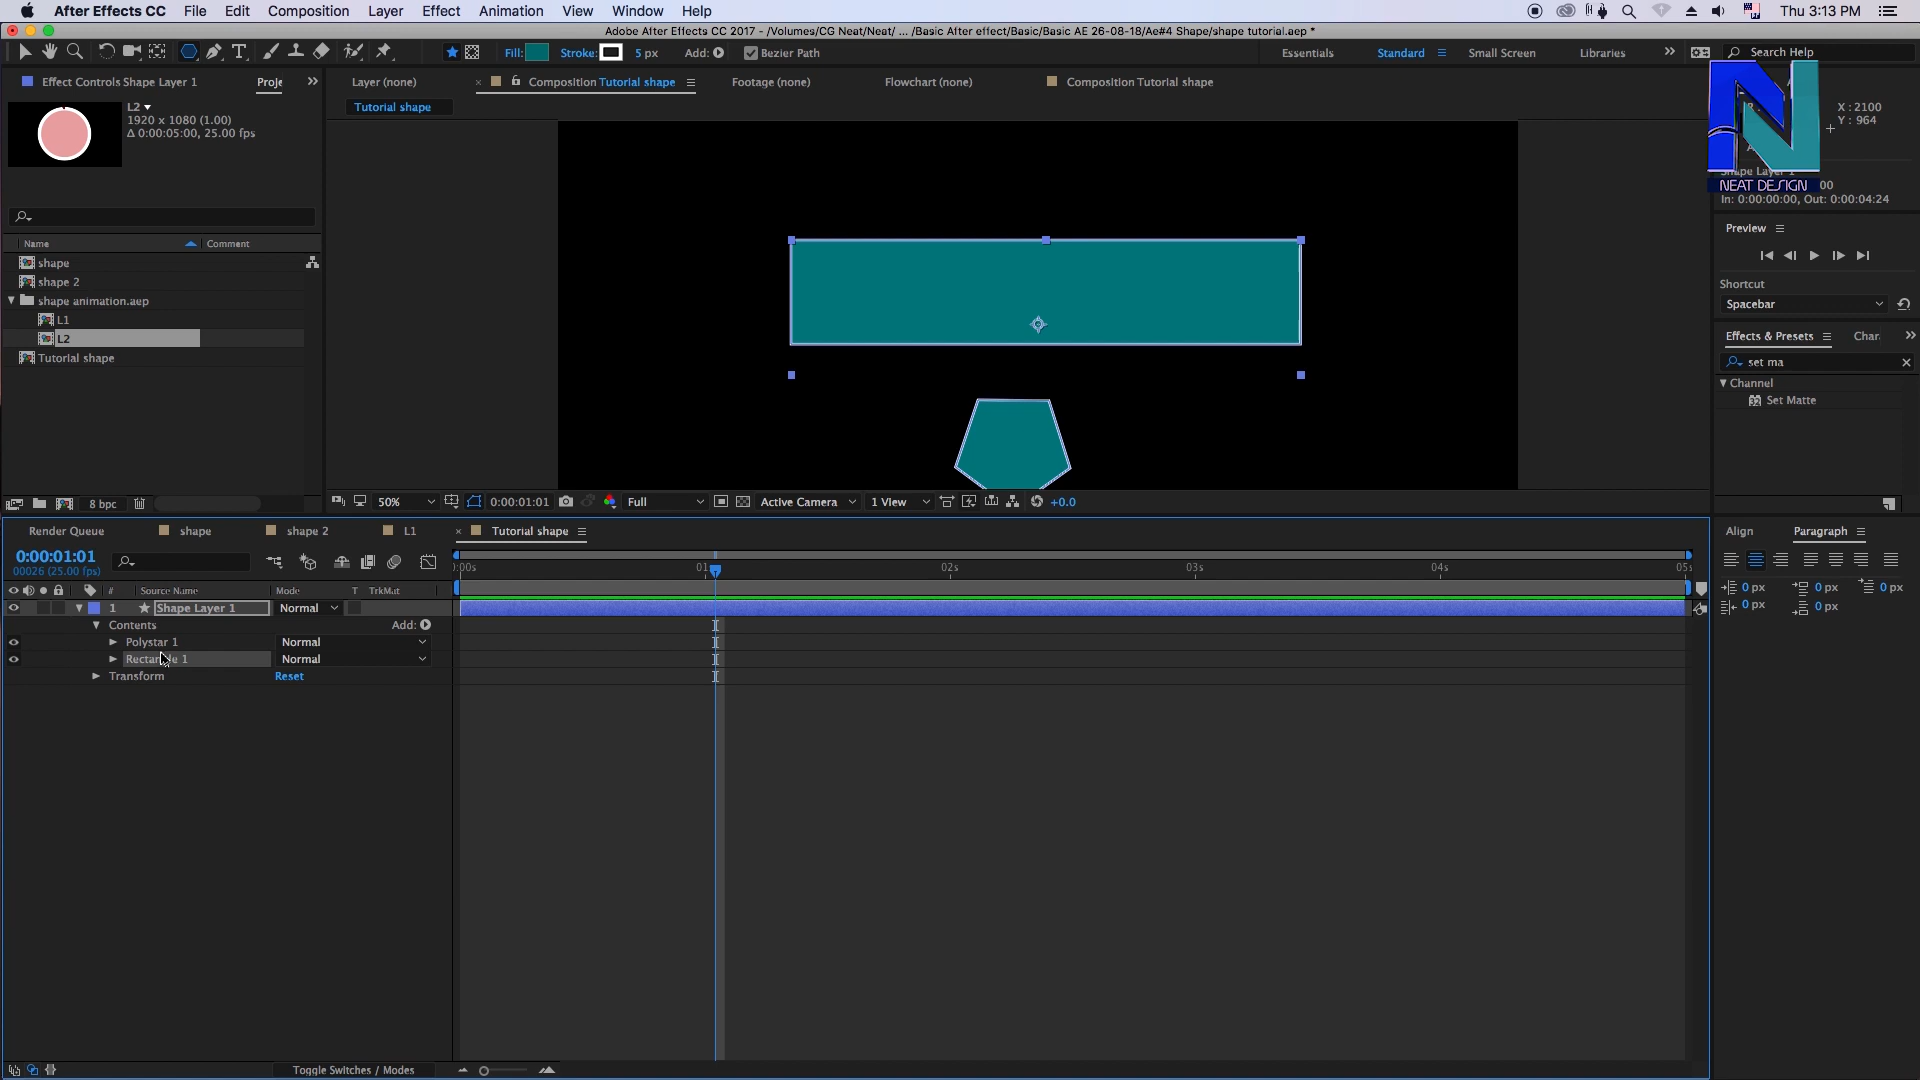 After Effects CC File Edit Composition Layer Effect Animation View Window Help Thu 3:13 PM
Adobe After Effects CC 2017 - /Volumes/CG Neat/Neat/ ... /Basic After effect/Basic/Basic AE 26-08-18/Ae#4 Shape/shape tutorial.aep *
Fill: Stroke: 5 px Add: Bezier Path Essentials Standard Small Screen Libraries Search Help
Effect Controls Shape Layer 1 Proje Layer (none) Composition Tutorial shape Footage (none) Flowchart (none) Composition Tutorial shape
L2 Tutorial shape X : 2100
1920 x 1080 (1.00) Y : 964
Δ 0:00:05:00, 25.00 fps
Shape Layer 1
NEAT DESIGN 00
In: 0:00:00:00, Out: 0:00:04:24
Preview
Name Comment
shape
shape 2
shape animation.aep
L1
L2
Tutorial shape
Shortcut
Spacebar
Effects & Presets Char
set ma
Channel
32 Set Matte
8 bpc 50% 0:00:01:01 Full Active Camera 1 View +0.0
Render Queue shape shape 2 L1 Tutorial shape Align Paragraph
0:00:01:01
00026 (25.00 fps) :00s 01 02s 03s 04s 05s
# Source Name Mode T TrkMat
1 Shape Layer 1 Normal
Contents Add:
Polystar 1 Normal
Rectangle 1 Normal
Transform Reset
0 px 0 px 0 px
0 px 0 px
Toggle Switches / Modes